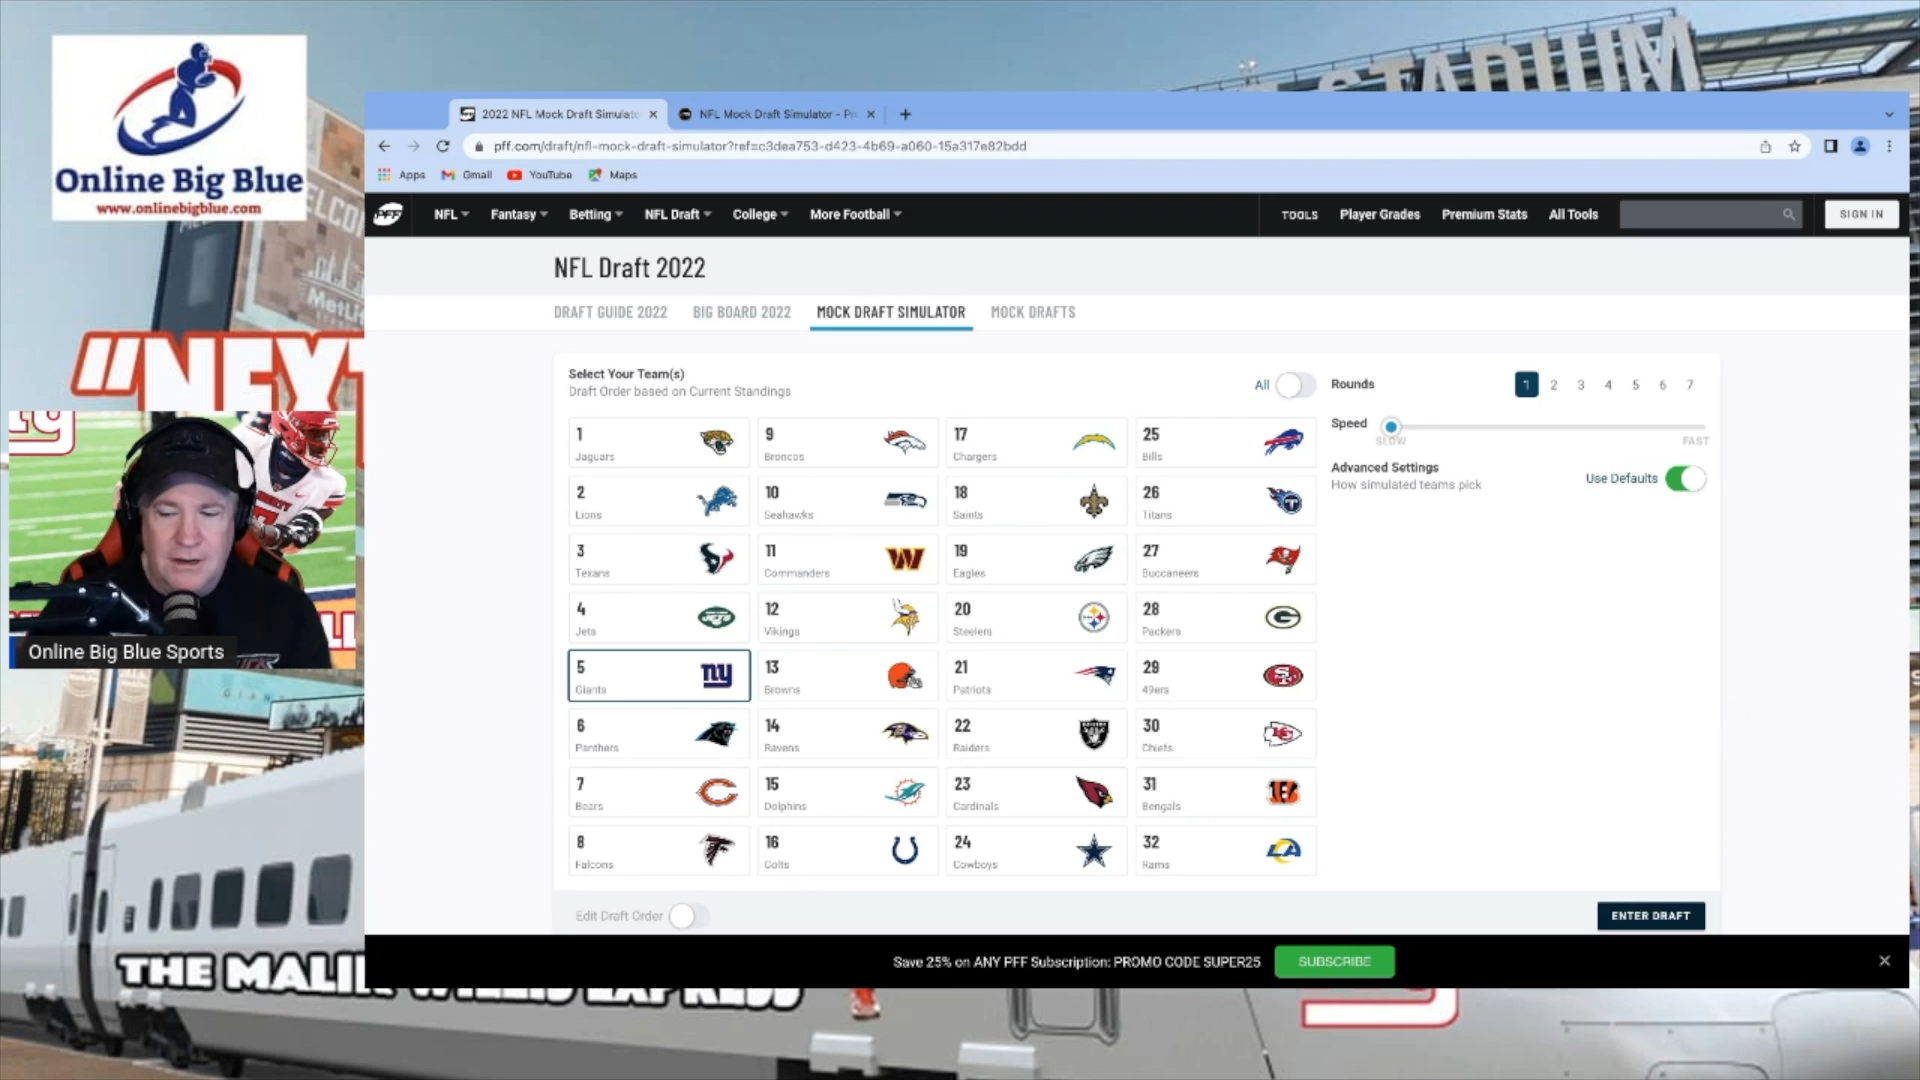 STADIUM
Online Big Blue
www.onlinebigblue.com
"NEXT
Online Big Blue Sports
2022 NFL Mock Draft Simulato
NFL Mock Draft Simulator - Pr
pff.com/draft/nfl-mock-draft-simulator?ref=c3dea753-d423-4b69-a060-15a317e82bdd
Apps Gmail YouTube Maps
PFF NFL Fantasy Betting NFL Draft College More Football TOOLS Player Grades Premium Stats All Tools SIGN IN
NFL Draft 2022
DRAFT GUIDE 2022 BIG BOARD 2022 MOCK DRAFT SIMULATOR MOCK DRAFTS
Select Your Team(s)
Draft Order based on Current Standings
All
Rounds 1 2 3 4 5 6 7
Speed
SLOW FAST
Advanced Settings
How simulated teams pick
Use Defaults
1 9 17 25
Jaguars Broncos Chargers Bills
2 10 18 26
Lions Seahawks Saints Titans
3 11 19 27
Texans Commanders Eagles Buccaneers
4 12 20 28
Jets Vikings Steelers Packers
5 ny 13 21 29
Giants Browns Patriots 49ers
6 14 22 30
Panthers Ravens Raiders Chiefs
7 15 23 31
Bears Dolphins Cardinals Bengals
8 16 24 32
Falcons Colts Cowboys Rams
Edit Draft Order
ENTER DRAFT
Save 25% on ANY PFF Subscription: PROMO CODE SUPER25 SUBSCRIBE
THE MALIK WILLIS EXPRESS